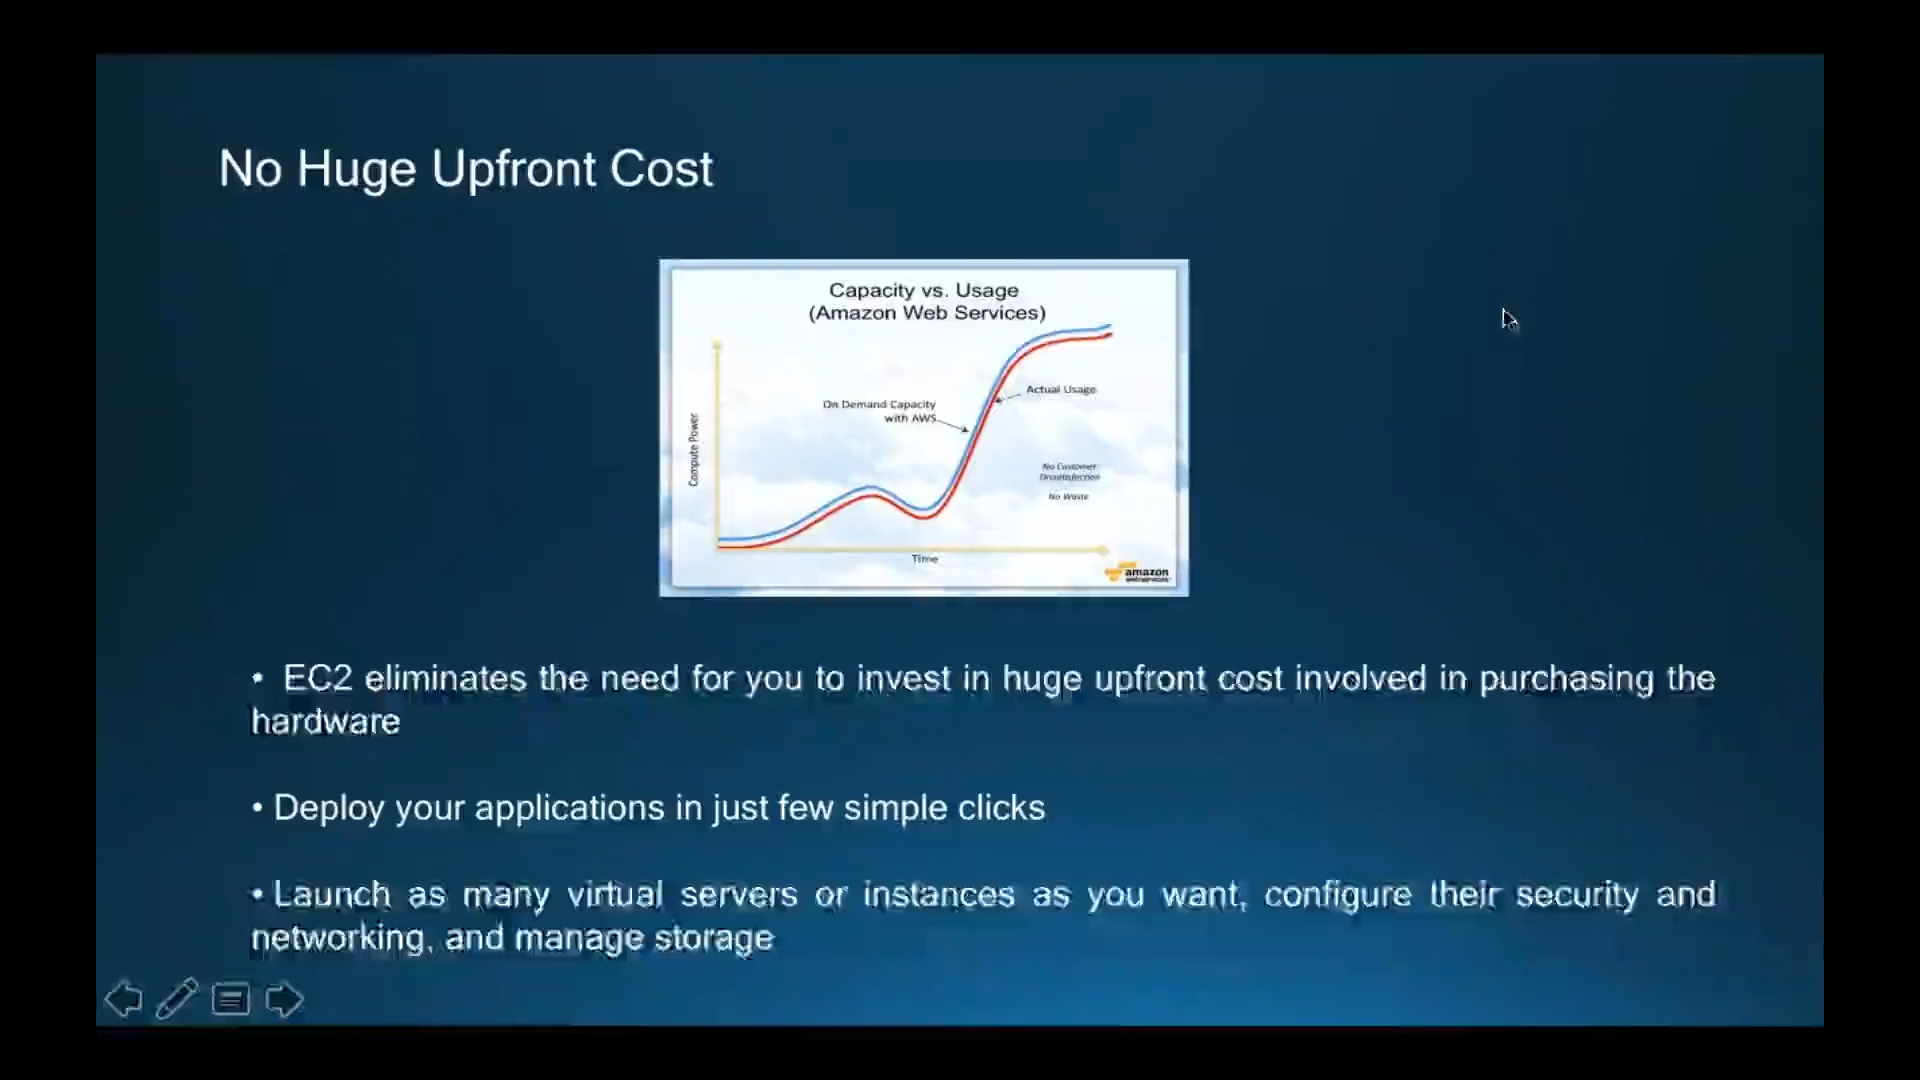 No Huge Upfront Cost
Capacity vs. Usage
(Amazon Web Services)
Actual Usage
On Demand Capacity
with AWS
Compute Power
No Customer
Dissatisfaction
No Waste
Time
amazon
webservices
• EC2 eliminates the need for you to invest in huge upfront cost involved in purchasing the
hardware
• Deploy your applications in just few simple clicks
• Launch as many virtual servers or instances as you want, configure their security and
networking, and manage storage